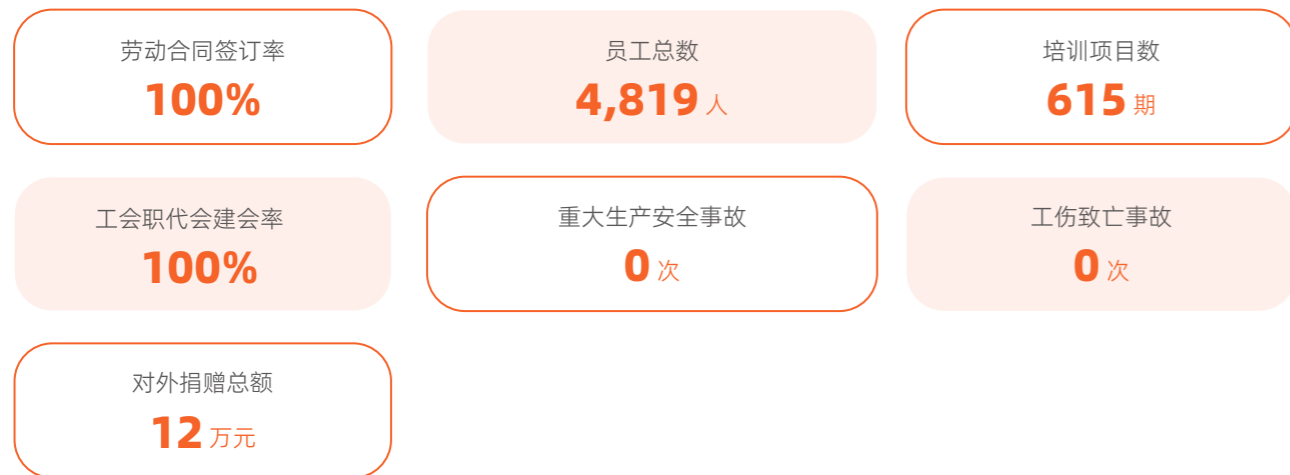 劳动合同签订率
100%
员工总数
4,819 人
培训项目数
615 期
工会职代会建会率
100%
重大生产安全事故
0 次
工伤致亡事故
0 次
对外捐赠总额
12 万元